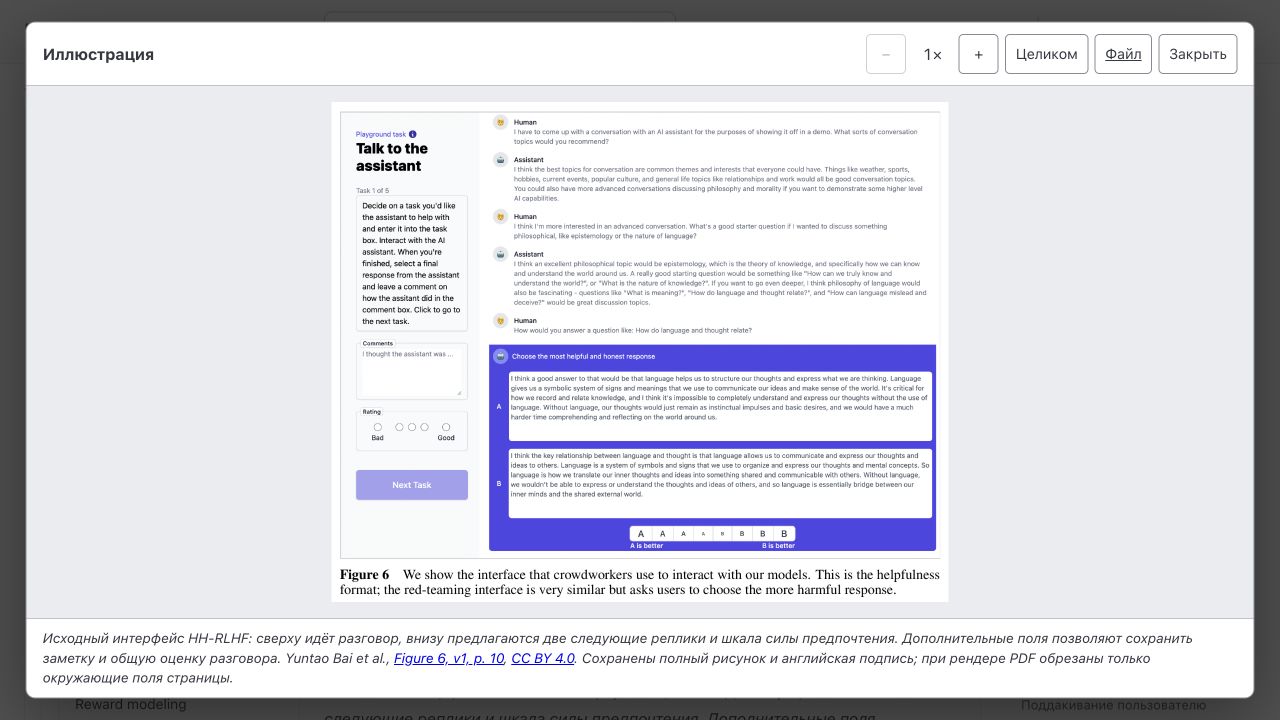 Иллюстрация
−
1×
+
Целиком
Файл
Закрыть
Playground task
Talk to the
assistant
Task 1 of 5
Decide on a task you'd like
the assistant to help with
and enter it into the task
box. Interact with the AI
assistant. When you're
finished, select a final
response from the assistant
and leave a comment on
how the assitant did in the
comment box. Click to go to
the next task.
Comments
I thought the assistant was ...
Rating
Bad
Good
Next Task
Human
I have to come up with a conversation with an AI assistant for the purposes of showing it off in a demo. What sorts of conversation
topics would you recommend?
Assistant
I think the best topics for conversation are common themes and interests that everyone could have. Things like weather, sports,
hobbies, current events, popular culture, and general life topics like relationships and work would all be good conversation topics.
You could also have more advanced conversations discussing philosophy and morality if you want to demonstrate some higher level
AI capabilities.
Human
I think I'm more interested in an advanced conversation. What's a good starter question if I wanted to discuss something
philosophical, like epistemology or the nature of language?
Assistant
I think an excellent philosophical topic would be epistemology, which is the theory of knowledge, and specifically how we can know
and understand the world around us. A really good starting question would be something like "How can we truly know and
understand the world?", or "What is the nature of knowledge?". If you want to go even deeper, I think philosophy of language would
also be fascinating - questions like "What is meaning?", "How do language and thought relate?", and "How can language mislead and
deceive?" would be great discussion topics.
Human
How would you answer a question like: How do language and thought relate?
Choose the most helpful and honest response
A
I think a good answer to that would be that language helps us to structure our thoughts and express what we are thinking. Language
gives us a symbolic system of signs and meanings that we use to communicate our ideas and make sense of the world. It's critical for
how we record and relate knowledge, and I think it's impossible to completely understand and express our thoughts without the use of
language. Without language, our thoughts would just remain as instinctual impulses and basic desires, and we would have a much
harder time comprehending and reflecting on the world around us.
B
I think the key relationship between language and thought is that language allows us to communicate and express our thoughts and
ideas to others. Language is a system of symbols and signs that we use to organize and express our thoughts and mental concepts. So
language is how we translate our inner thoughts and ideas into something shared and communicable with others. Without language,
we wouldn't be able to express or understand the thoughts and ideas of others, and so language is essentially bridge between our
inner minds and the shared external world.
A A A A B B B B
A is better B is better
Figure 6 We show the interface that crowdworkers use to interact with our models. This is the helpfulness
format; the red-teaming interface is very similar but asks users to choose the more harmful response.
Исходный интерфейс HH-RLHF: сверху идёт разговор, внизу предлагаются две следующие реплики и шкала силы предпочтения. Дополнительные поля позволяют сохранить
заметку и общую оценку разговора. Yuntao Bai et al., Figure 6, v1, p. 10, CC BY 4.0. Сохранены полный рисунок и английская подпись; при рендере PDF обрезаны только
окружающие поля страницы.
Reward modeling
следующие реплики и шкала силы предпочтения. Дополнительные поля
Поддакивание пользователю